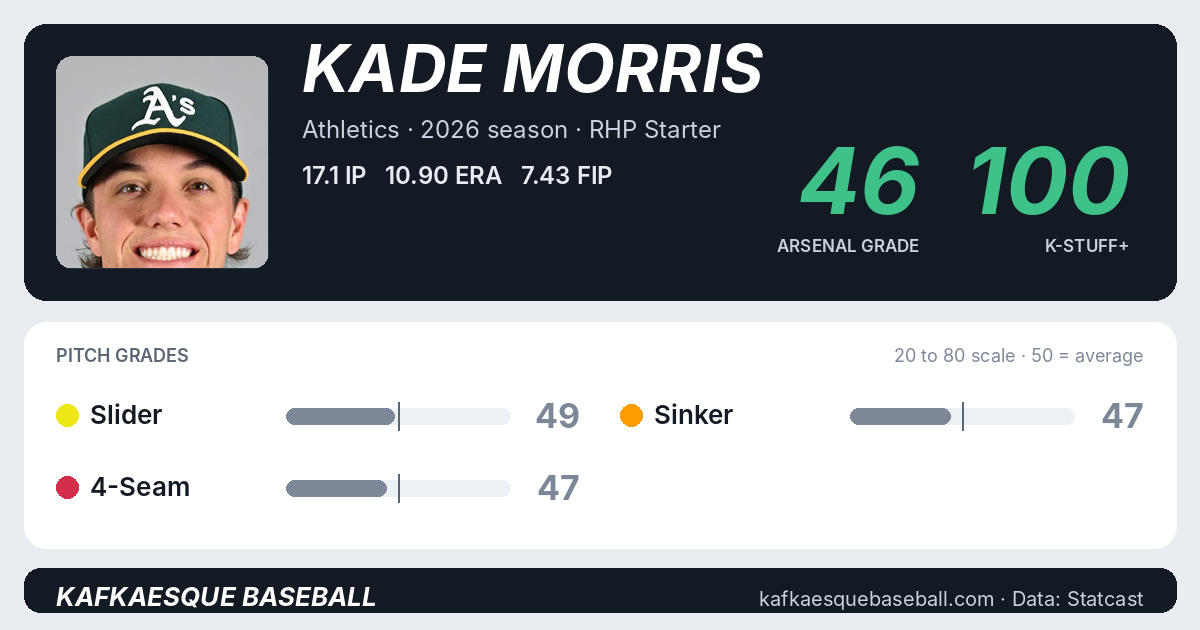 A's
KADE MORRIS
Athletics · 2026 season · RHP Starter
17.1 IP 10.90 ERA 7.43 FIP
46 100
ARSENAL GRADE K-STUFF+
PITCH GRADES 20 to 80 scale · 50 = average
Slider 49 Sinker 47
4-Seam 47
KAFKAESQUE BASEBALL kafkaesquebaseball.com · Data: Statcast